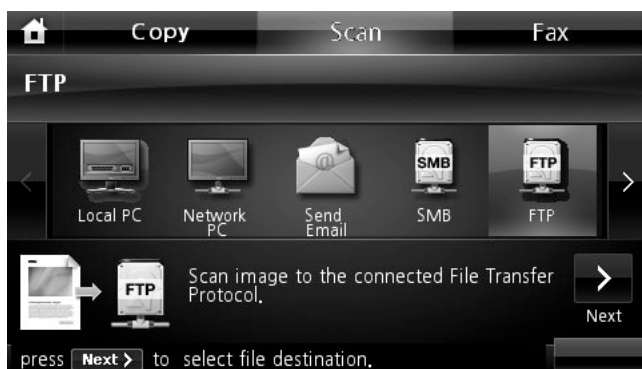 Copy Scan Fax
FTP
SMB FTP
Local PC Network PC Send Email SMB FTP
FTP Scan image to the connected File Transfer
Protocol.
Next
press Next > to select file destination.